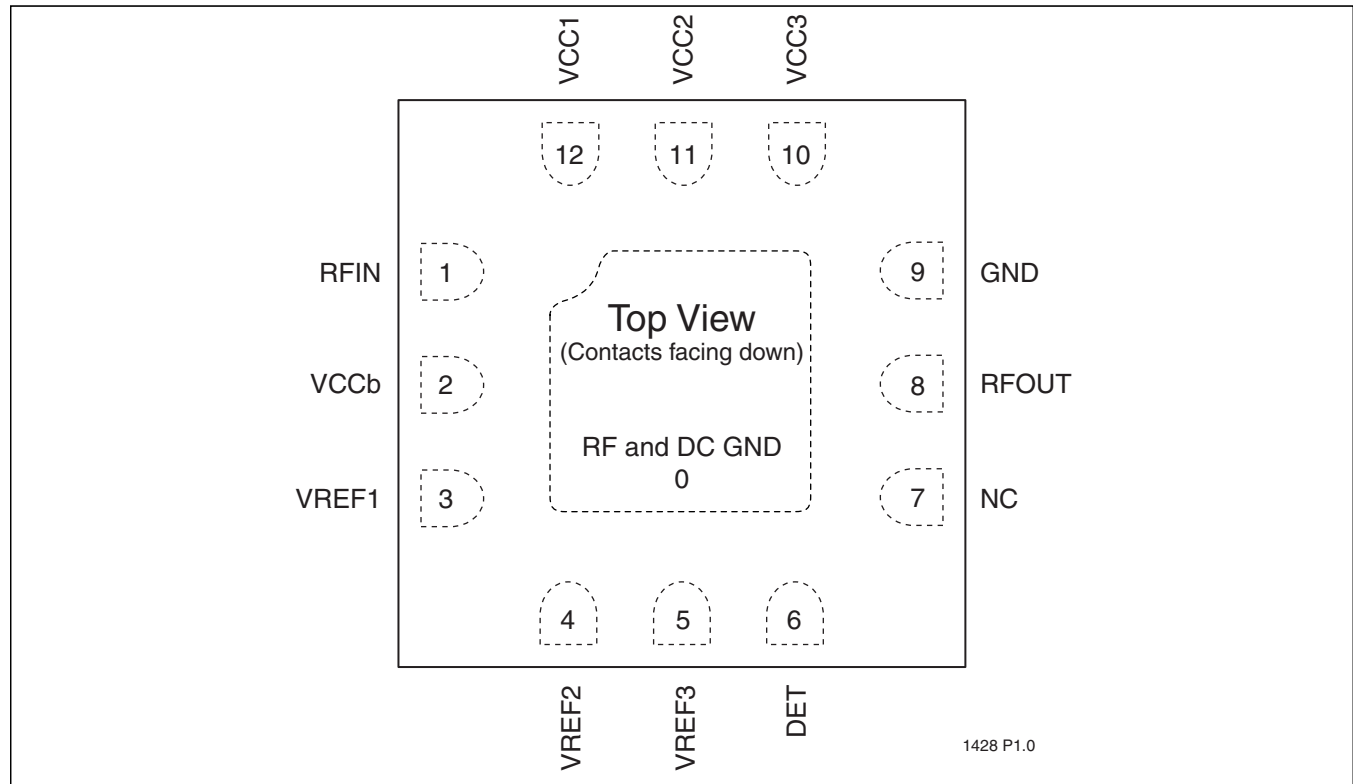 VCC1
VCC2
VCC3
12
11
10
RFIN
1
9
GND
Top View
(Contacts facing down)
VCCb
2
8
RFOUT
RF and DC GND
0
VREF1
3
7
NC
4
5
6
VREF2
VREF3
DET
1428 P1.0